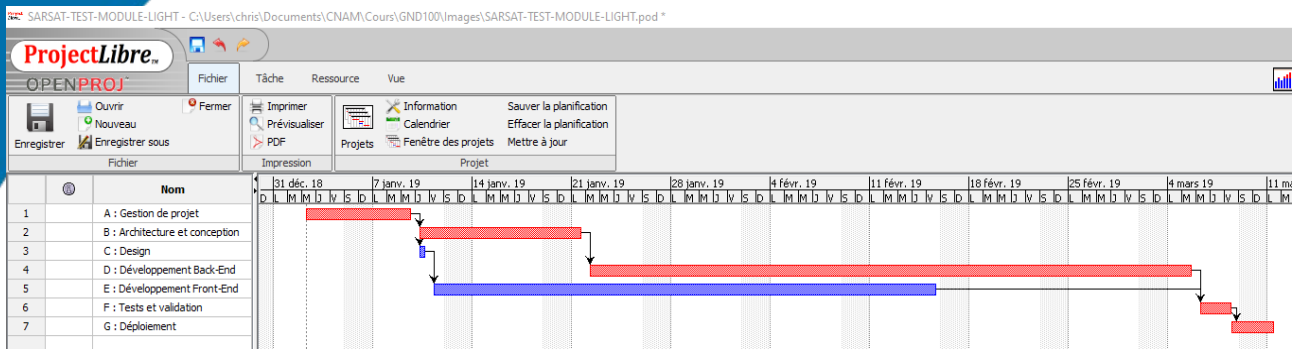 SARSAT-TEST-MODULE-LIGHT - C:\Users\chris\Documents\CNAM\Cours\GND100\Images\SARSAT-TEST-MODULE-LIGHT.pod *
ProjectLibre™
OPENPROJ
Fichier Tâche Ressource Vue
Enregistrer
Ouvrir
Nouveau
Enregistrer sous
Fermer
Fichier
Imprimer
Prévisualiser
PDF
Impression
Projets
Information
Calendrier
Fenêtre des projets
Sauver la planification
Effacer la planification
Mettre à jour
Projet
Nom
31 déc. 18 7 janv. 19 14 janv. 19 21 janv. 19 28 janv. 19 4 févr. 19 11 févr. 19 18 févr. 19 25 févr. 19 4 mars 19 11 ma
D L M M J V S D L M M J V S D L M M J V S D L M M J V S D L M M J V S D L M M J V S D L M M J V S D L M M J V S D L M M J V S D L M M J V S D L M
1 A : Gestion de projet
2 B : Architecture et conception
3 C : Design
4 D : Développement Back-End
5 E : Développement Front-End
6 F : Tests et validation
7 G : Déploiement